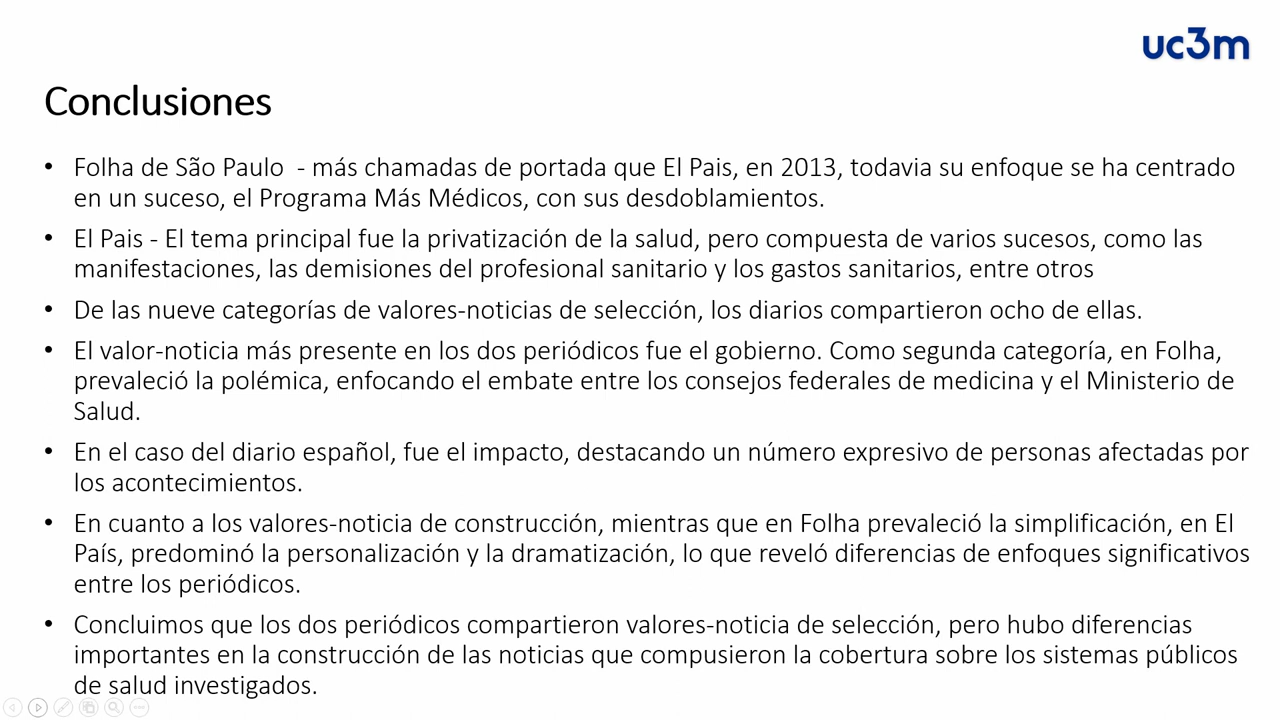 uc3m
Conclusiones
• Folha de São Paulo - más chamadas de portada que El Pais, en 2013, todavia su enfoque se ha centrado
en un suceso, el Programa Más Médicos, con sus desdoblamientos.
• El Pais - El tema principal fue la privatización de la salud, pero compuesta de varios sucesos, como las
manifestaciones, las demisiones del profesional sanitario y los gastos sanitarios, entre otros
• De las nueve categorías de valores-noticias de selección, los diarios compartieron ocho de ellas.
• El valor-noticia más presente en los dos periódicos fue el gobierno. Como segunda categoría, en Folha,
prevaleció la polémica, enfocando el embate entre los consejos federales de medicina y el Ministerio de
Salud.
• En el caso del diario español, fue el impacto, destacando un número expresivo de personas afectadas por
los acontecimientos.
• En cuanto a los valores-noticia de construcción, mientras que en Folha prevaleció la simplificación, en El
País, predominó la personalización y la dramatización, lo que reveló diferencias de enfoques significativos
entre los periódicos.
• Concluimos que los dos periódicos compartieron valores-noticia de selección, pero hubo diferencias
importantes en la construcción de las noticias que compusieron la cobertura sobre los sistemas públicos
de salud investigados.